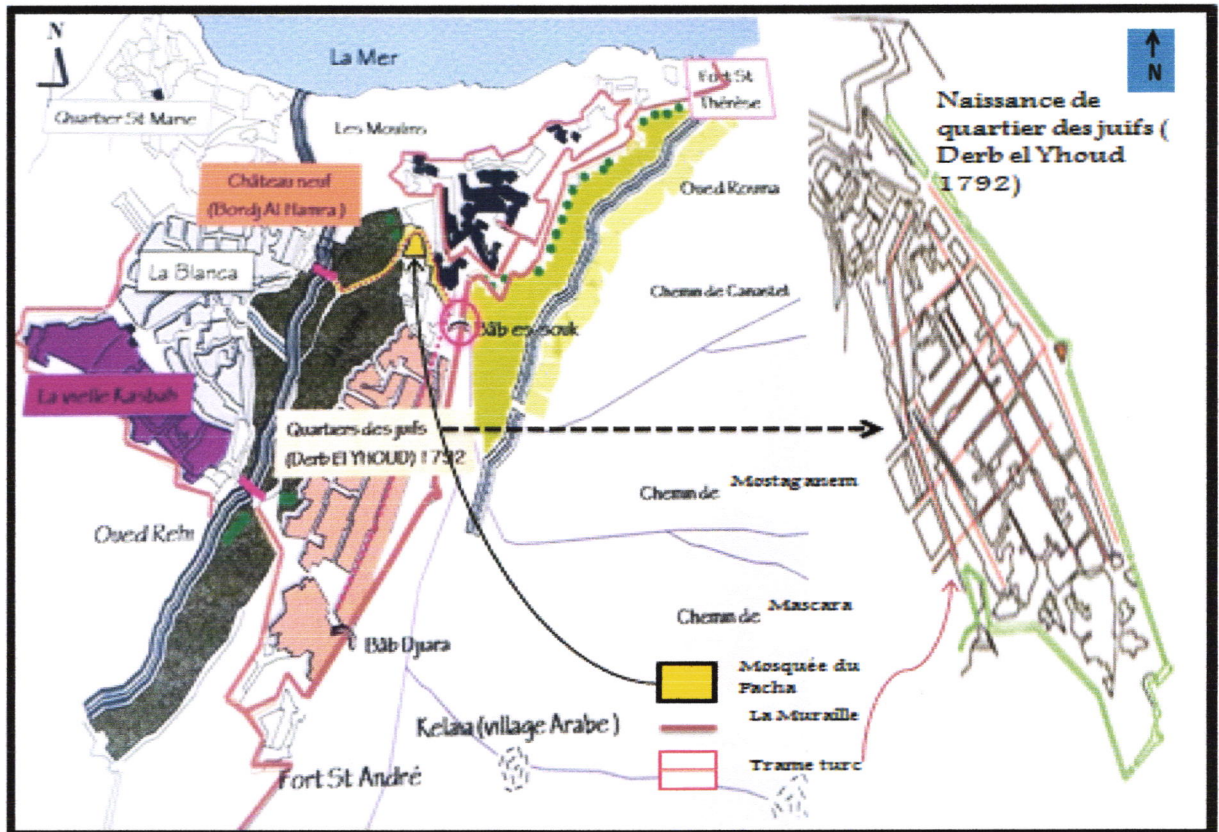 N
La Mer
Quartier St Marie
Les Moulins
Fort St
Thérèse
Château neuf
(Bordj Al Hamra)
Oued Rouina
La Blanca
Chemin de Canastel
Bâb es-Souk
La vielle Kasbah
Quartiers des juifs
(Derb El YHOUD) 1792
Oued Rehi
Chemin de Mostaganem
Chemin de Mascara
Bâb Djiara
Kelaia (village Arabe)
Fort St André
Mosquée du
Pacha
La Muraille
Trame turc
N
Naissance de
quartier des juifs (
Derb el Yhoud
1792)